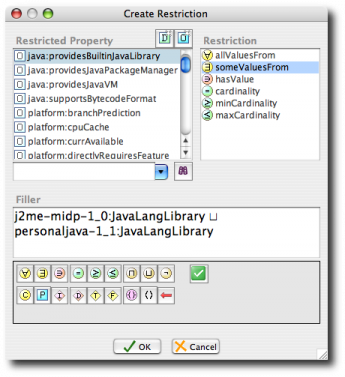 Create Restriction
Restricted Property
D
O
Restriction
O java:providesBuiltinJavaLibrary
O java:providesJavaPackageManager
O java:providesJavaVM
O java:supportsBytecodeFormat
O platform:branchPrediction
O platform:cpuCache
O platform:currAvailable
O platform:directlyRequiresFeature
∀ allValuesFrom
∃ someValuesFrom
∋ hasValue
= cardinality
≥ minCardinality
≤ maxCardinality
Filler
j2me-midp-1_0:JavaLangLibrary ⊔
personaljava-1_1:JavaLangLibrary
∀ ∃ ∋ = ≥ ≤ ⊓ ⊔ ¬
C P I D T F {} ()
OK
Cancel